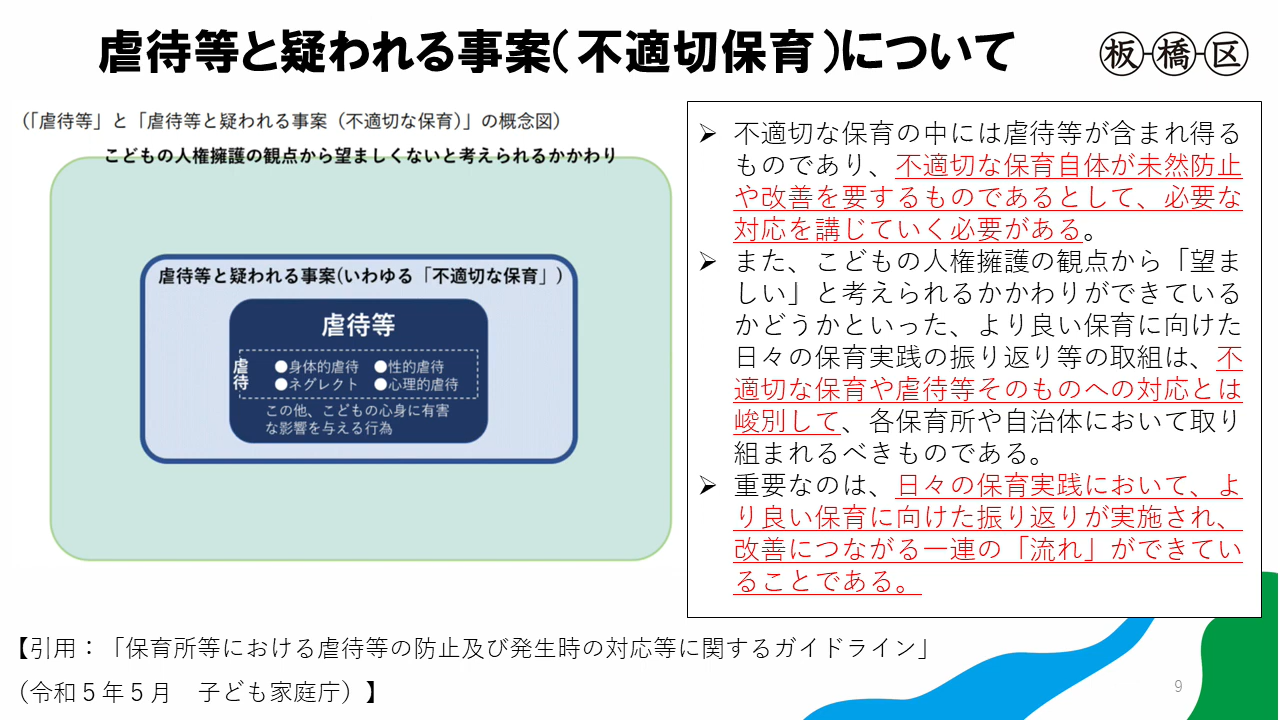 虐待等と疑われる事案(不適切保育)について
板橋区
(「虐待等」と「虐待等と疑われる事案(不適切な保育)」の概念図)
こどもの人権擁護の観点から望ましくないと考えられるかかわり
虐待等と疑われる事案(いわゆる「不適切な保育」)
虐待等
虐待
●身体的虐待 ●性的虐待
●ネグレクト ●心理的虐待
この他、こどもの心身に有害
な影響を与える行為
➢ 不適切な保育の中には虐待等が含まれ得る
ものであり、不適切な保育自体が未然防止
や改善を要するものであるとして、必要な
対応を講じていく必要がある。
➢ また、こどもの人権擁護の観点から「望ま
しい」と考えられるかかわりができている
かどうかといった、より良い保育に向けた
日々の保育実践の振り返り等の取組は、不
適切な保育や虐待等そのものへの対応とは
峻別して、各保育所や自治体において取り
組まれるべきものである。
➢ 重要なのは、日々の保育実践において、よ
り良い保育に向けた振り返りが実施され、
改善につながる一連の「流れ」ができてい
ることである。
【引用:「保育所等における虐待等の防止及び発生時の対応等に関するガイドライン」
(令和5年5月 子ども家庭庁)】
9